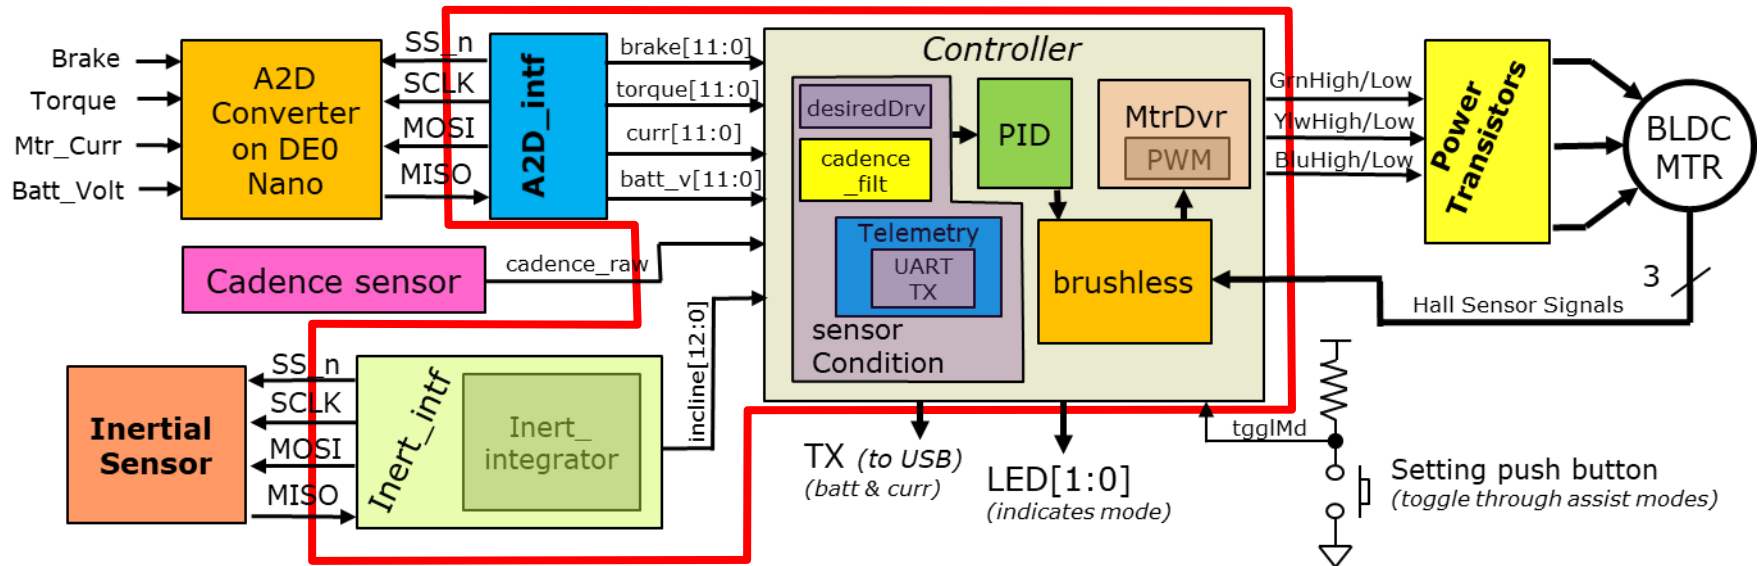 Brake
Torque
Mtr_Curr
Batt_Volt
A2D
Converter
on DE0
Nano
SS_n
SCLK
MOSI
MISO
A2D_intf
brake[11:0]
torque[11:0]
curr[11:0]
batt_v[11:0]
Controller
desiredDrv
cadence
_filt
Telemetry
UART
TX
sensor
Condition
PID
MtrDvr
PWM
brushless
GrnHigh/Low
YlwHigh/Low
BluHigh/Low
Power
Transistors
BLDC
MTR
3
Hall Sensor Signals
Cadence sensor
cadence_raw
incline[12:0]
Inertial
Sensor
SS_n
SCLK
MOSI
MISO
Inert_intf
Inert_
integrator
TX (to USB)
(batt & curr)
LED[1:0]
(indicates mode)
tgglMd
Setting push button
(toggle through assist modes)